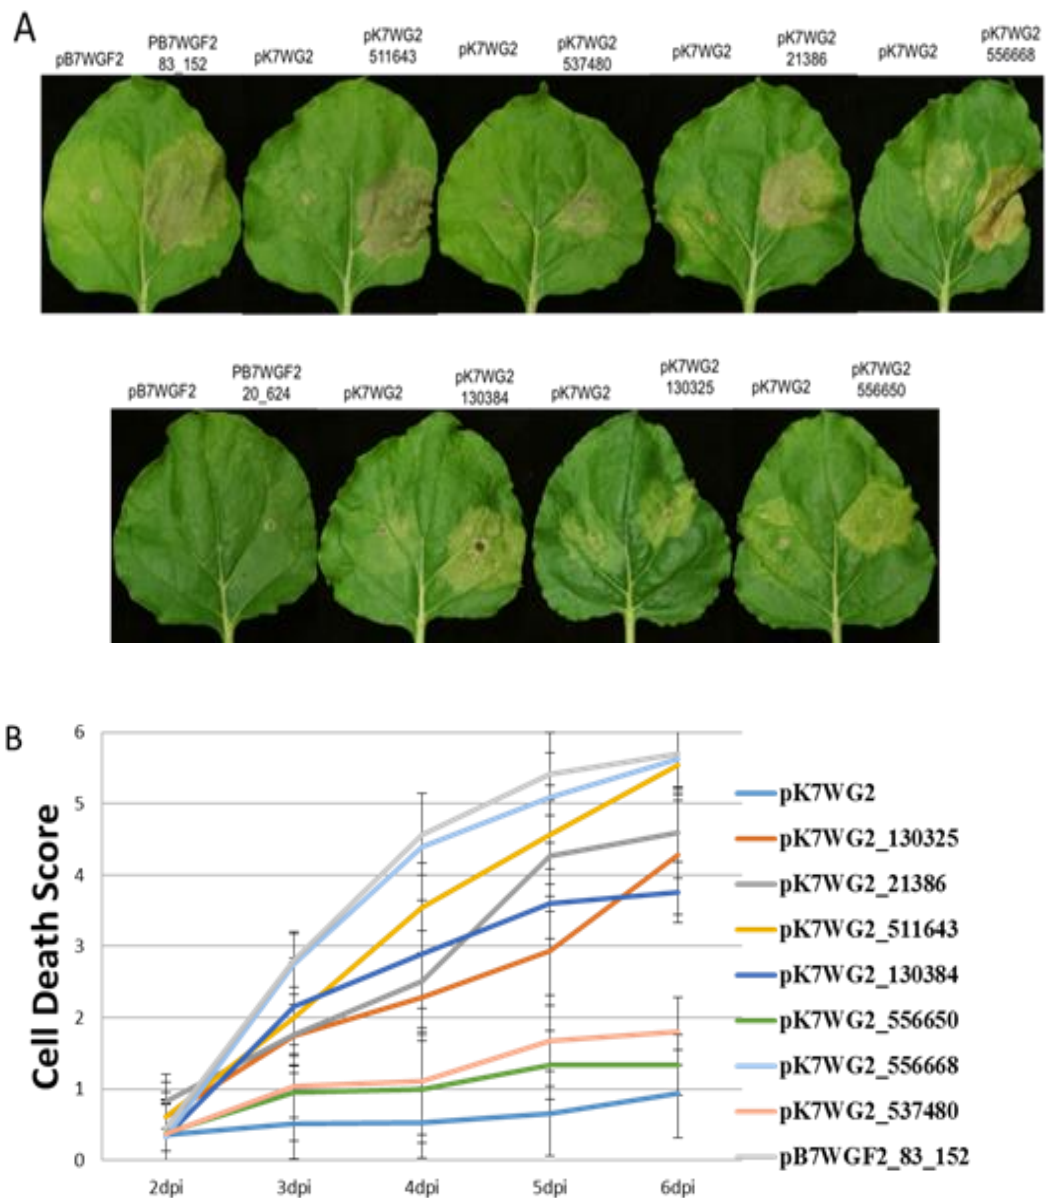 A
pB7WGF2
PB7WGF2
83_152
pK7WG2
pK7WG2
511643
pK7WG2
pK7WG2
537480
pK7WG2
pK7WG2
21386
pK7WG2
pK7WG2
556668
pB7WGF2
PB7WGF2
20_624
pK7WG2
pK7WG2
130384
pK7WG2
pK7WG2
130325
pK7WG2
pK7WG2
556650
B
Cell Death Score
6
5
4
3
2
1
0
2dpi
3dpi
4dpi
5dpi
6dpi
pK7WG2
pK7WG2_130325
pK7WG2_21386
pK7WG2_511643
pK7WG2_130384
pK7WG2_556650
pK7WG2_556668
pK7WG2_537480
pB7WGF2_83_152